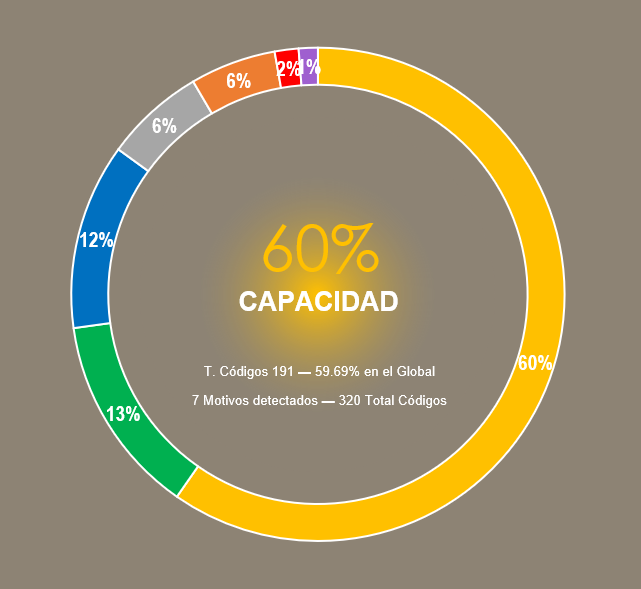 2%
1%
6%
6%
12%
60%
CAPACIDAD
60%
T. Códigos 191 — 59.69% en el Global
7 Motivos detectados — 320 Total Códigos
13%